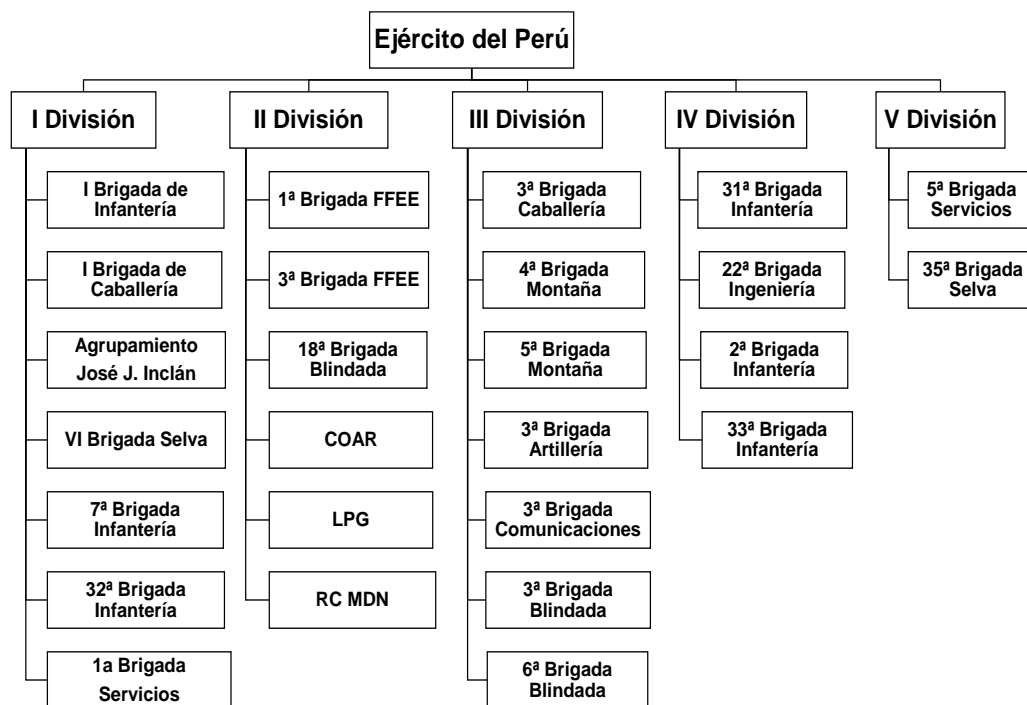 Ejército del Perú
I División
II División
III División
IV División
V División
I Brigada de
Infantería
I Brigada de
Caballería
Agrupamiento
José J. Inclán
VI Brigada Selva
7ª Brigada
Infantería
32ª Brigada
Infantería
1a Brigada
Servicios
1ª Brigada FFEE
3ª Brigada FFEE
18ª Brigada
Blindada
COAR
LPG
RC MDN
3ª Brigada
Caballería
4ª Brigada
Montaña
5ª Brigada
Montaña
3ª Brigada
Artillería
3ª Brigada
Comunicaciones
3ª Brigada
Blindada
6ª Brigada
Blindada
31ª Brigada
Infantería
22ª Brigada
Ingeniería
2ª Brigada
Infantería
33ª Brigada
Infantería
5ª Brigada
Servicios
35ª Brigada
Selva